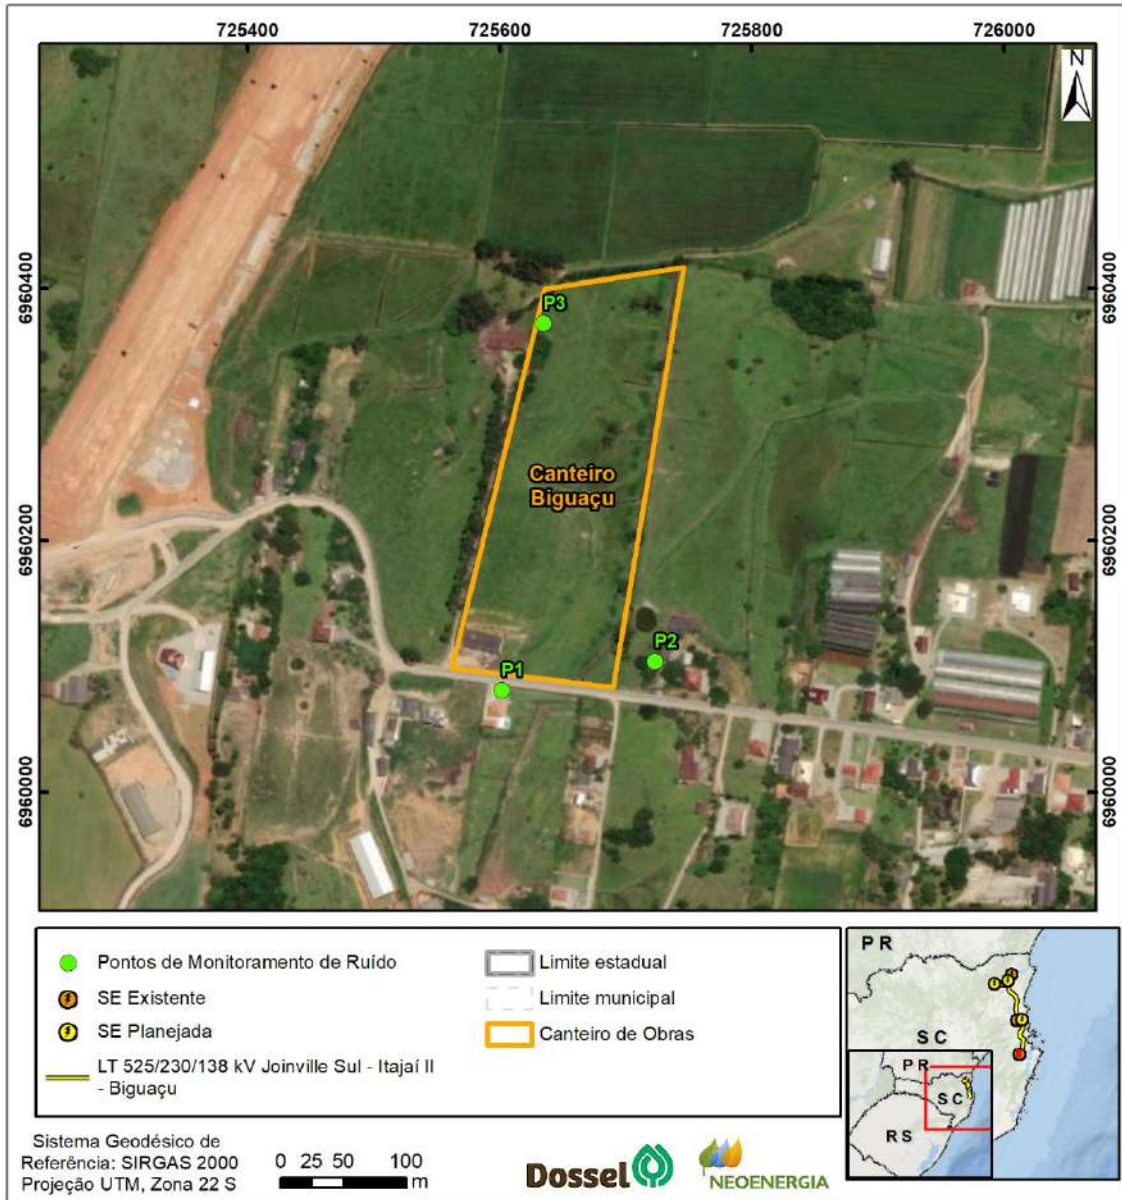 725400 725600 725800 726000
N
6960400
6960400
P3
Canteiro
Biguaçu
6960200
6960200
P2
P1
6960000
6960000
Pontos de Monitoramento de Ruído
SE Existente
SE Planejada
LT 525/230/138 kV Joinville Sul - Itajaí II
- Biguaçu
Limite estadual
Limite municipal
Canteiro de Obras
PR
SC
PR
SC
RS
Sistema Geodésico de
Referência: SIRGAS 2000
Projeção UTM, Zona 22 S
0 25 50 100
m
Dossel
NEOENERGIA